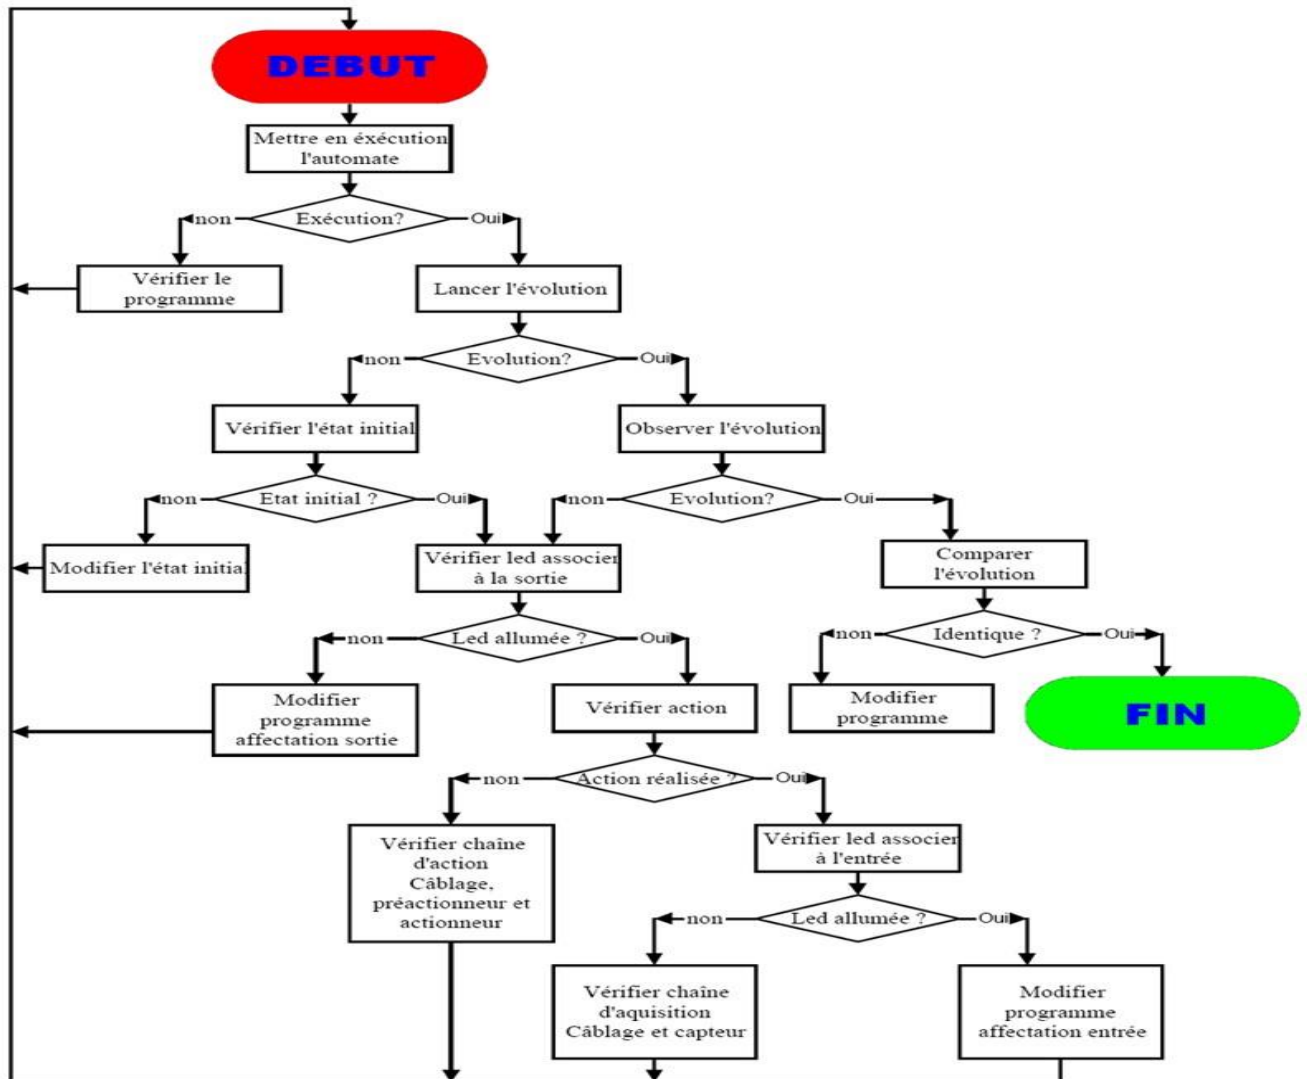 DEBUT
Mettre en éxécution
l'automate
non
Exécution?
Oui
Vérifier le
programme
Lancer l'évolution
non
Evolution?
Oui
Vérifier l'état initial
Observer l'évolution
non
Etat initial ?
Oui
non
Evolution?
Oui
Modifier l'état initial
Vérifier led associer
à la sortie
Comparer
l'évolution
non
Led allumée ?
Oui
non
Identique ?
Oui
Modifier
programme
affectation sortie
Vérifier action
Modifier
programme
FIN
non
Action réalisée ?
Oui
Vérifier chaîne
d'action
Câblage,
préactionneur et
actionneur
Vérifier led associer
à l'entrée
non
Led allumée ?
Oui
Vérifier chaîne
d'aquisition
Câblage et capteur
Modifier
programme
affectation entrée